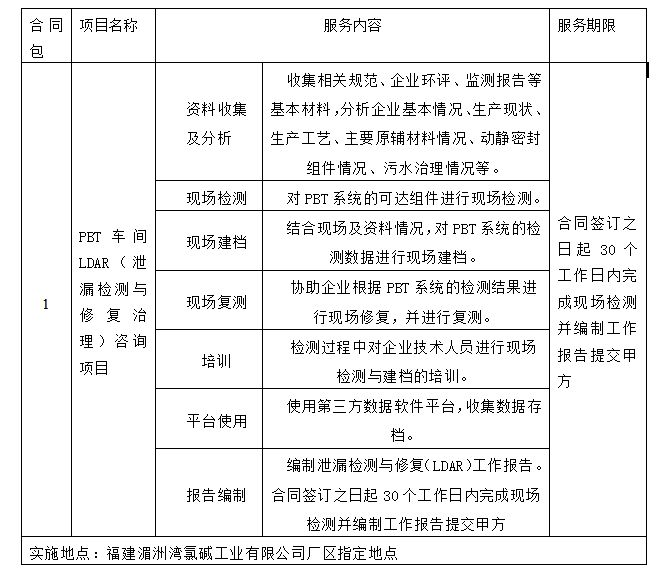 合同包
项目名称
服务内容
服务期限
1
PBT车间
LDAR（泄
漏检测与
修复治
理）咨询
项目
资料收集
及分析
收集相关规范、企业环评、监测报告等
基本材料,分析企业基本情况、生产现状、
生产工艺、主要原辅材料情况、动静密封
组件情况、污水治理情况等。
现场检测
对PBT系统的可达组件进行现场检测。
现场建档
结合现场及资料情况,对PBT系统的检
测数据进行现场建档。
现场复测
协助企业根据PBT系统的检测结果进
行现场修复,并进行复测。
培训
检测过程中对企业技术人员进行现场
检测与建档的培训。
平台使用
使用第三方数据软件平台,收集数据存
档。
报告编制
编制泄漏检测与修复(LDAR)工作报告。
合同签订之日起30个工作日内完成现场
检测并编制工作报告提交甲方
合同签订之
日起30个
工作日内完
成现场检测
并编制工作
报告提交甲
方
实施地点：福建湄洲湾氯碱工业有限公司厂区指定地点